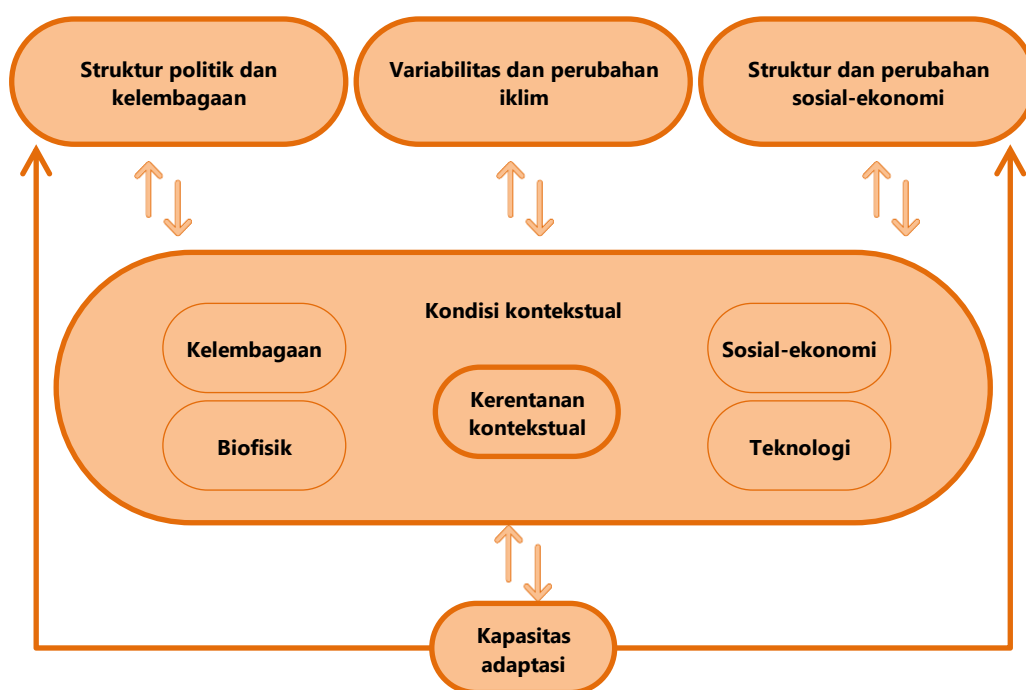 Struktur politik dan
kelembagaan
Variabilitas dan perubahan
iklim
Struktur dan perubahan
sosial-ekonomi
Kondisi kontekstual
Kelembagaan
Sosial-ekonomi
Kerentanan
kontekstual
Biofisik
Teknologi
Kapasitas
adaptasi